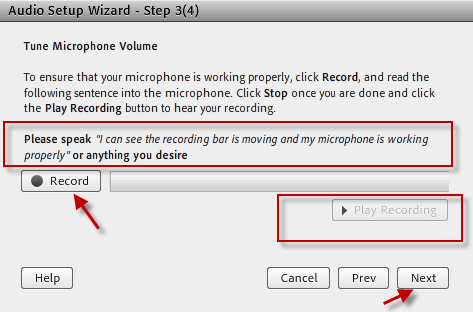 Audio Setup Wizard - Step 3(4)
Tune Microphone Volume
To ensure that your microphone is working properly, click Record, and read the
following sentence into the microphone. Click Stop once you are done and click
the Play Recording button to hear your recording.
Please speak "I can see the recording bar is moving and my microphone is working
properly" or anything you desire
Record
Play Recording
Help
Cancel
Prev
Next